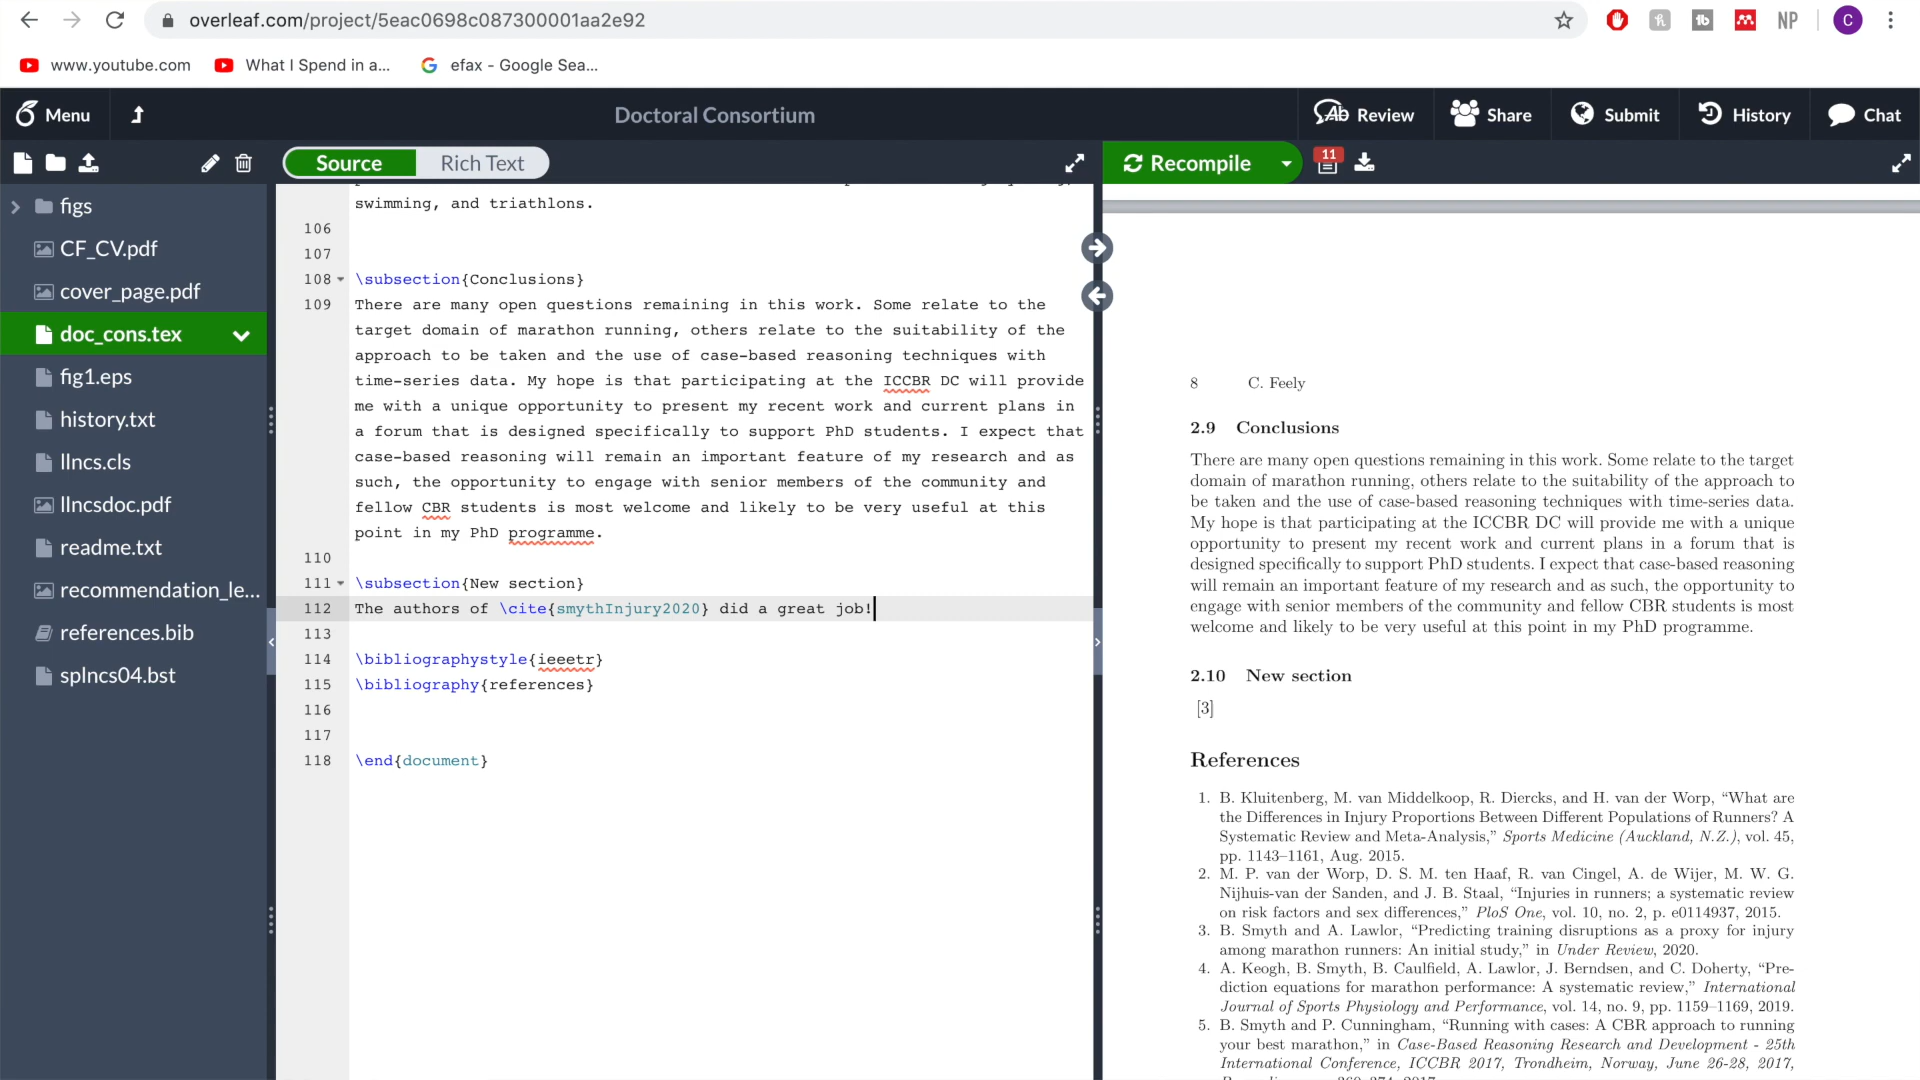 overleaf.com/project/5eac0698c087300001aa2e92
NP
C
www.youtube.com
What I Spend in a...
efax - Google Sea...
Menu
Doctoral Consortium
Review
Share
Submit
History
Chat
Source
Rich Text
Recompile
11
figs
CF_CV.pdf
cover_page.pdf
doc_cons.tex
fig1.eps
history.txt
llncs.cls
llncsdoc.pdf
readme.txt
recommendation_le...
references.bib
splncs04.bst
swimming, and triathlons.
106
107
108 \subsection{Conclusions}
109 There are many open questions remaining in this work. Some relate to the
target domain of marathon running, others relate to the suitability of the
approach to be taken and the use of case-based reasoning techniques with
time-series data. My hope is that participating at the ICCBR DC will provide
me with a unique opportunity to present my recent work and current plans in
a forum that is designed specifically to support PhD students. I expect that
case-based reasoning will remain an important feature of my research and as
such, the opportunity to engage with senior members of the community and
fellow CBR students is most welcome and likely to be very useful at this
point in my PhD programme.
110
111 \subsection{New section}
112 The authors of \cite{smythInjury2020} did a great job!
113
114 \bibliographystyle{ieeetr}
115 \bibliography{references}
116
117
118 \end{document}
8 C. Feely
2.9 Conclusions
There are many open questions remaining in this work. Some relate to the target
domain of marathon running, others relate to the suitability of the approach to
be taken and the use of case-based reasoning techniques with time-series data.
My hope is that participating at the ICCBR DC will provide me with a unique
opportunity to present my recent work and current plans in a forum that is
designed specifically to support PhD students. I expect that case-based reasoning
will remain an important feature of my research and as such, the opportunity to
engage with senior members of the community and fellow CBR students is most
welcome and likely to be very useful at this point in my PhD programme.
2.10 New section
[3]
References
1. B. Kluitenberg, M. van Middelkoop, R. Diercks, and H. van der Worp, “What are
the Differences in Injury Proportions Between Different Populations of Runners? A
Systematic Review and Meta-Analysis,” Sports Medicine (Auckland, N.Z.), vol. 45,
pp. 1143–1161, Aug. 2015.
2. M. P. van der Worp, D. S. M. ten Haaf, R. van Cingel, A. de Wijer, M. W. G.
Nijhuis-van der Sanden, and J. B. Staal, “Injuries in runners; a systematic review
on risk factors and sex differences,” PloS One, vol. 10, no. 2, p. e0114937, 2015.
3. B. Smyth and A. Lawlor, “Predicting training disruptions as a proxy for injury
among marathon runners: An initial study,” in Under Review, 2020.
4. A. Keogh, B. Smyth, B. Caulfield, A. Lawlor, J. Berndsen, and C. Doherty, “Pre-
diction equations for marathon performance: A systematic review,” International
Journal of Sports Physiology and Performance, vol. 14, no. 9, pp. 1159–1169, 2019.
5. B. Smyth and P. Cunningham, “Running with cases: A CBR approach to running
your best marathon,” in Case-Based Reasoning Research and Development - 25th
International Conference, ICCBR 2017, Trondheim, Norway, June 26-28, 2017,